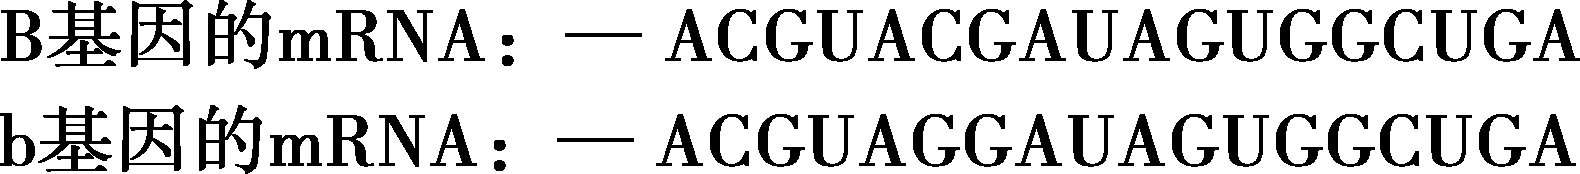 B基因的mRNA：— ACGUACGAUAGUGGCUGA
b基因的mRNA：— ACGUAGGAUAGUGGCUGA